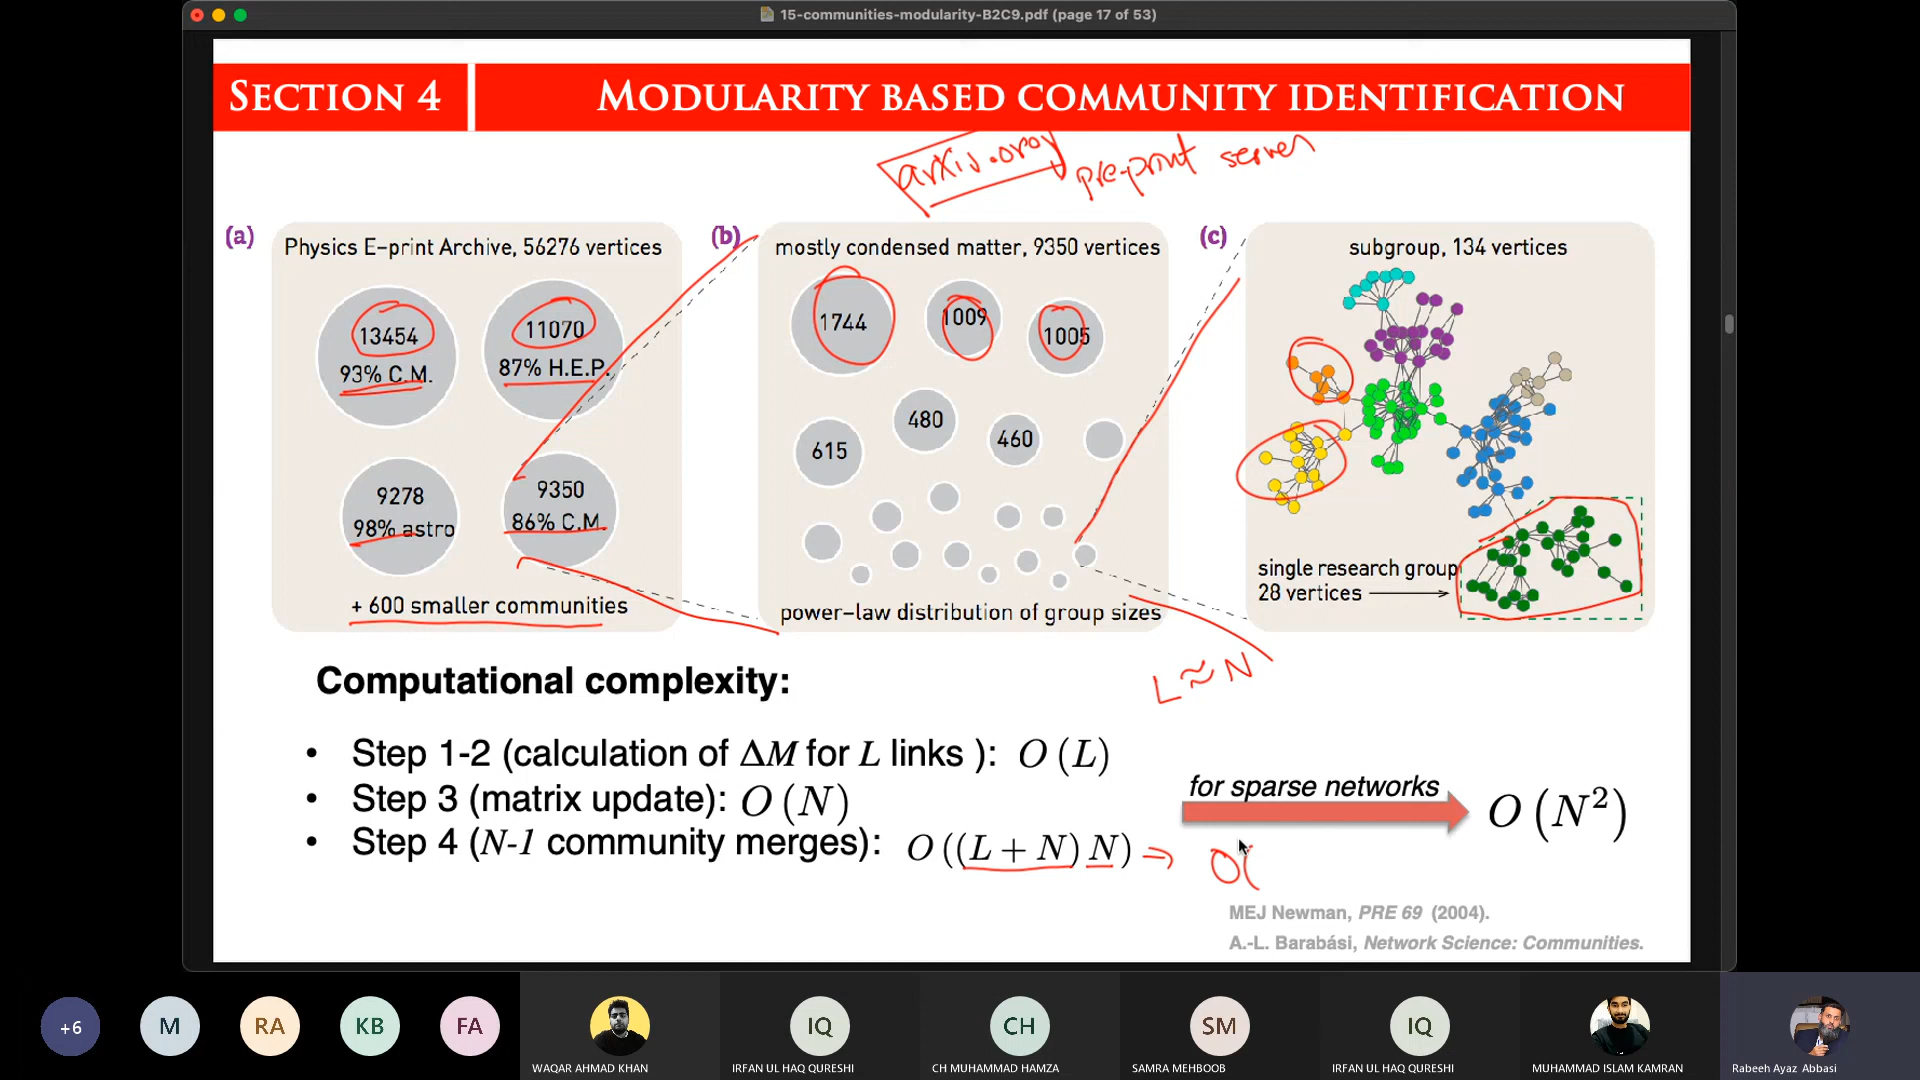 15-communities-modularity-B2C9.pdf (page 17 of 53)
SECTION 4
MODULARITY BASED COMMUNITY IDENTIFICATION
pre-print server
(a)
Physics E-print Archive, 56276 vertices
13454
93% C.M.
11070
87% H.E.P.
9278
98% astro
9350
86% C.M.
+ 600 smaller communities
(b)
mostly condensed matter, 9350 vertices
1744
1009
1005
615
480
460
power-law distribution of group sizes
(c)
subgroup, 134 vertices
single research group
28 vertices
L≈N
Computational complexity:
• Step 1-2 (calculation of ΔM for L links ): O (L)
• Step 3 (matrix update): O (N)
• Step 4 (N-1 community merges): O ((L + N) N) ⇒ O(
for sparse networks
O (N²)
MEJ Newman, PRE 69 (2004).
A.-L. Barabási, Network Science: Communities.
+6
M
RA
KB
FA
WAQAR AHMAD KHAN
IQ
IRFAN UL HAQ QURESHI
CH
CH MUHAMMAD HAMZA
SM
SAMRA MEHBOOB
IQ
IRFAN UL HAQ QURESHI
MUHAMMAD ISLAM KAMRAN
Rabeeh Ayaz Abbasi